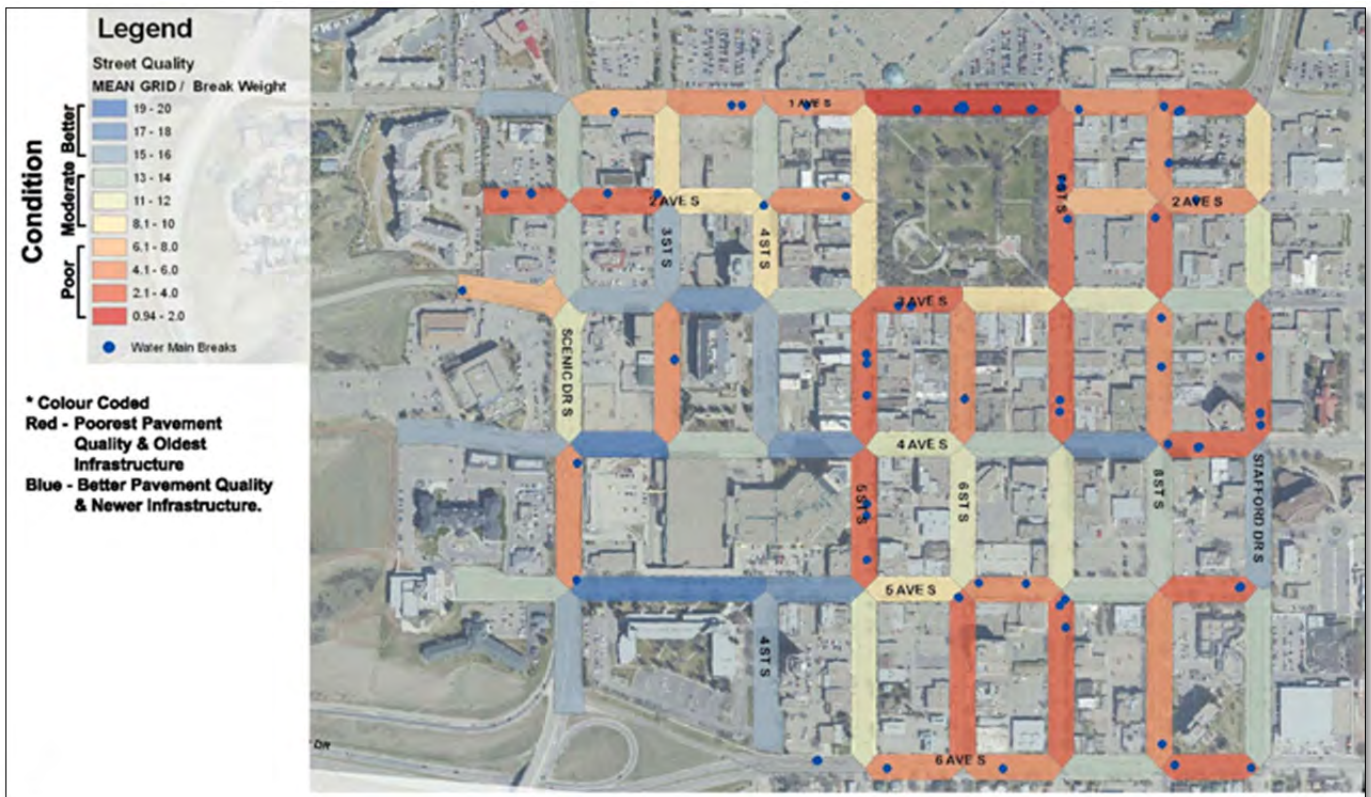 Legend
Street Quality
MEAN GRID / Break Weight
Condition
Better
Moderate
Poor
19 - 20
17 - 18
15 - 16
13 - 14
11 - 12
8.1 - 10
6.1 - 8.0
4.1 - 6.0
2.1 - 4.0
0.94 - 2.0
Water Main Breaks
* Colour Coded
Red - Poorest Pavement
Quality & Oldest
Infrastructure
Blue - Better Pavement Quality
& Newer Infrastructure.
1 AVE S
2 AVE S
2 AVE S
3 ST S
4 ST S
3 AVE S
SCENIC DR S
4 AVE S
5 ST S
6 ST S
8 ST S
STAFFORD DR S
5 AVE S
4 ST S
6 AVE S
DR